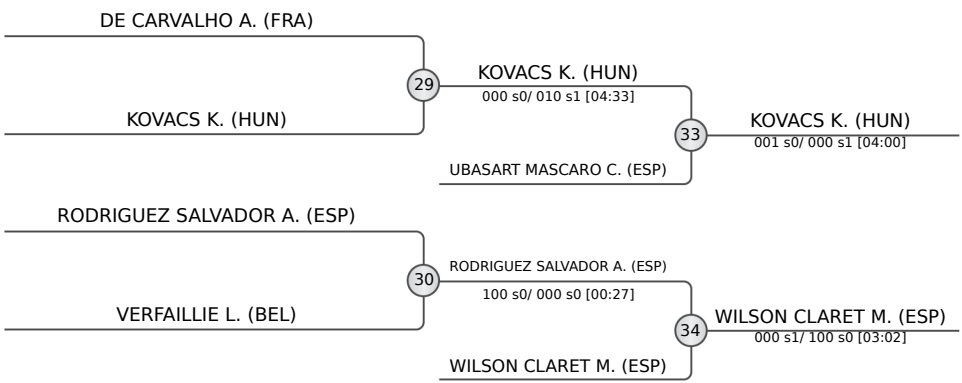 DE CARVALHO A. (FRA)
29
KOVACS K. (HUN)
KOVACS K. (HUN)
000 s0/ 010 s1 [04:33]
33
UBASART MASCARO C. (ESP)
KOVACS K. (HUN)
001 s0/ 000 s1 [04:00]
RODRIGUEZ SALVADOR A. (ESP)
30
VERFAILLIE L. (BEL)
RODRIGUEZ SALVADOR A. (ESP)
100 s0/ 000 s0 [00:27]
34
WILSON CLARET M. (ESP)
WILSON CLARET M. (ESP)
000 s1/ 100 s0 [03:02]